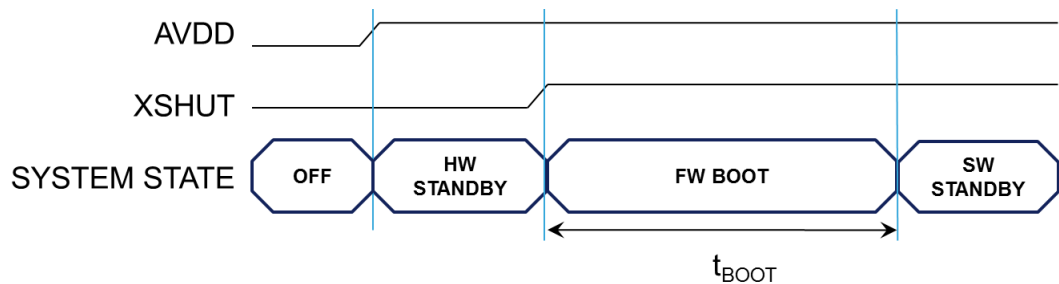 AVDD
XSHUT
SYSTEM STATE
OFF
HW
STANDBY
FW BOOT
SW
STANDBY
tBOOT